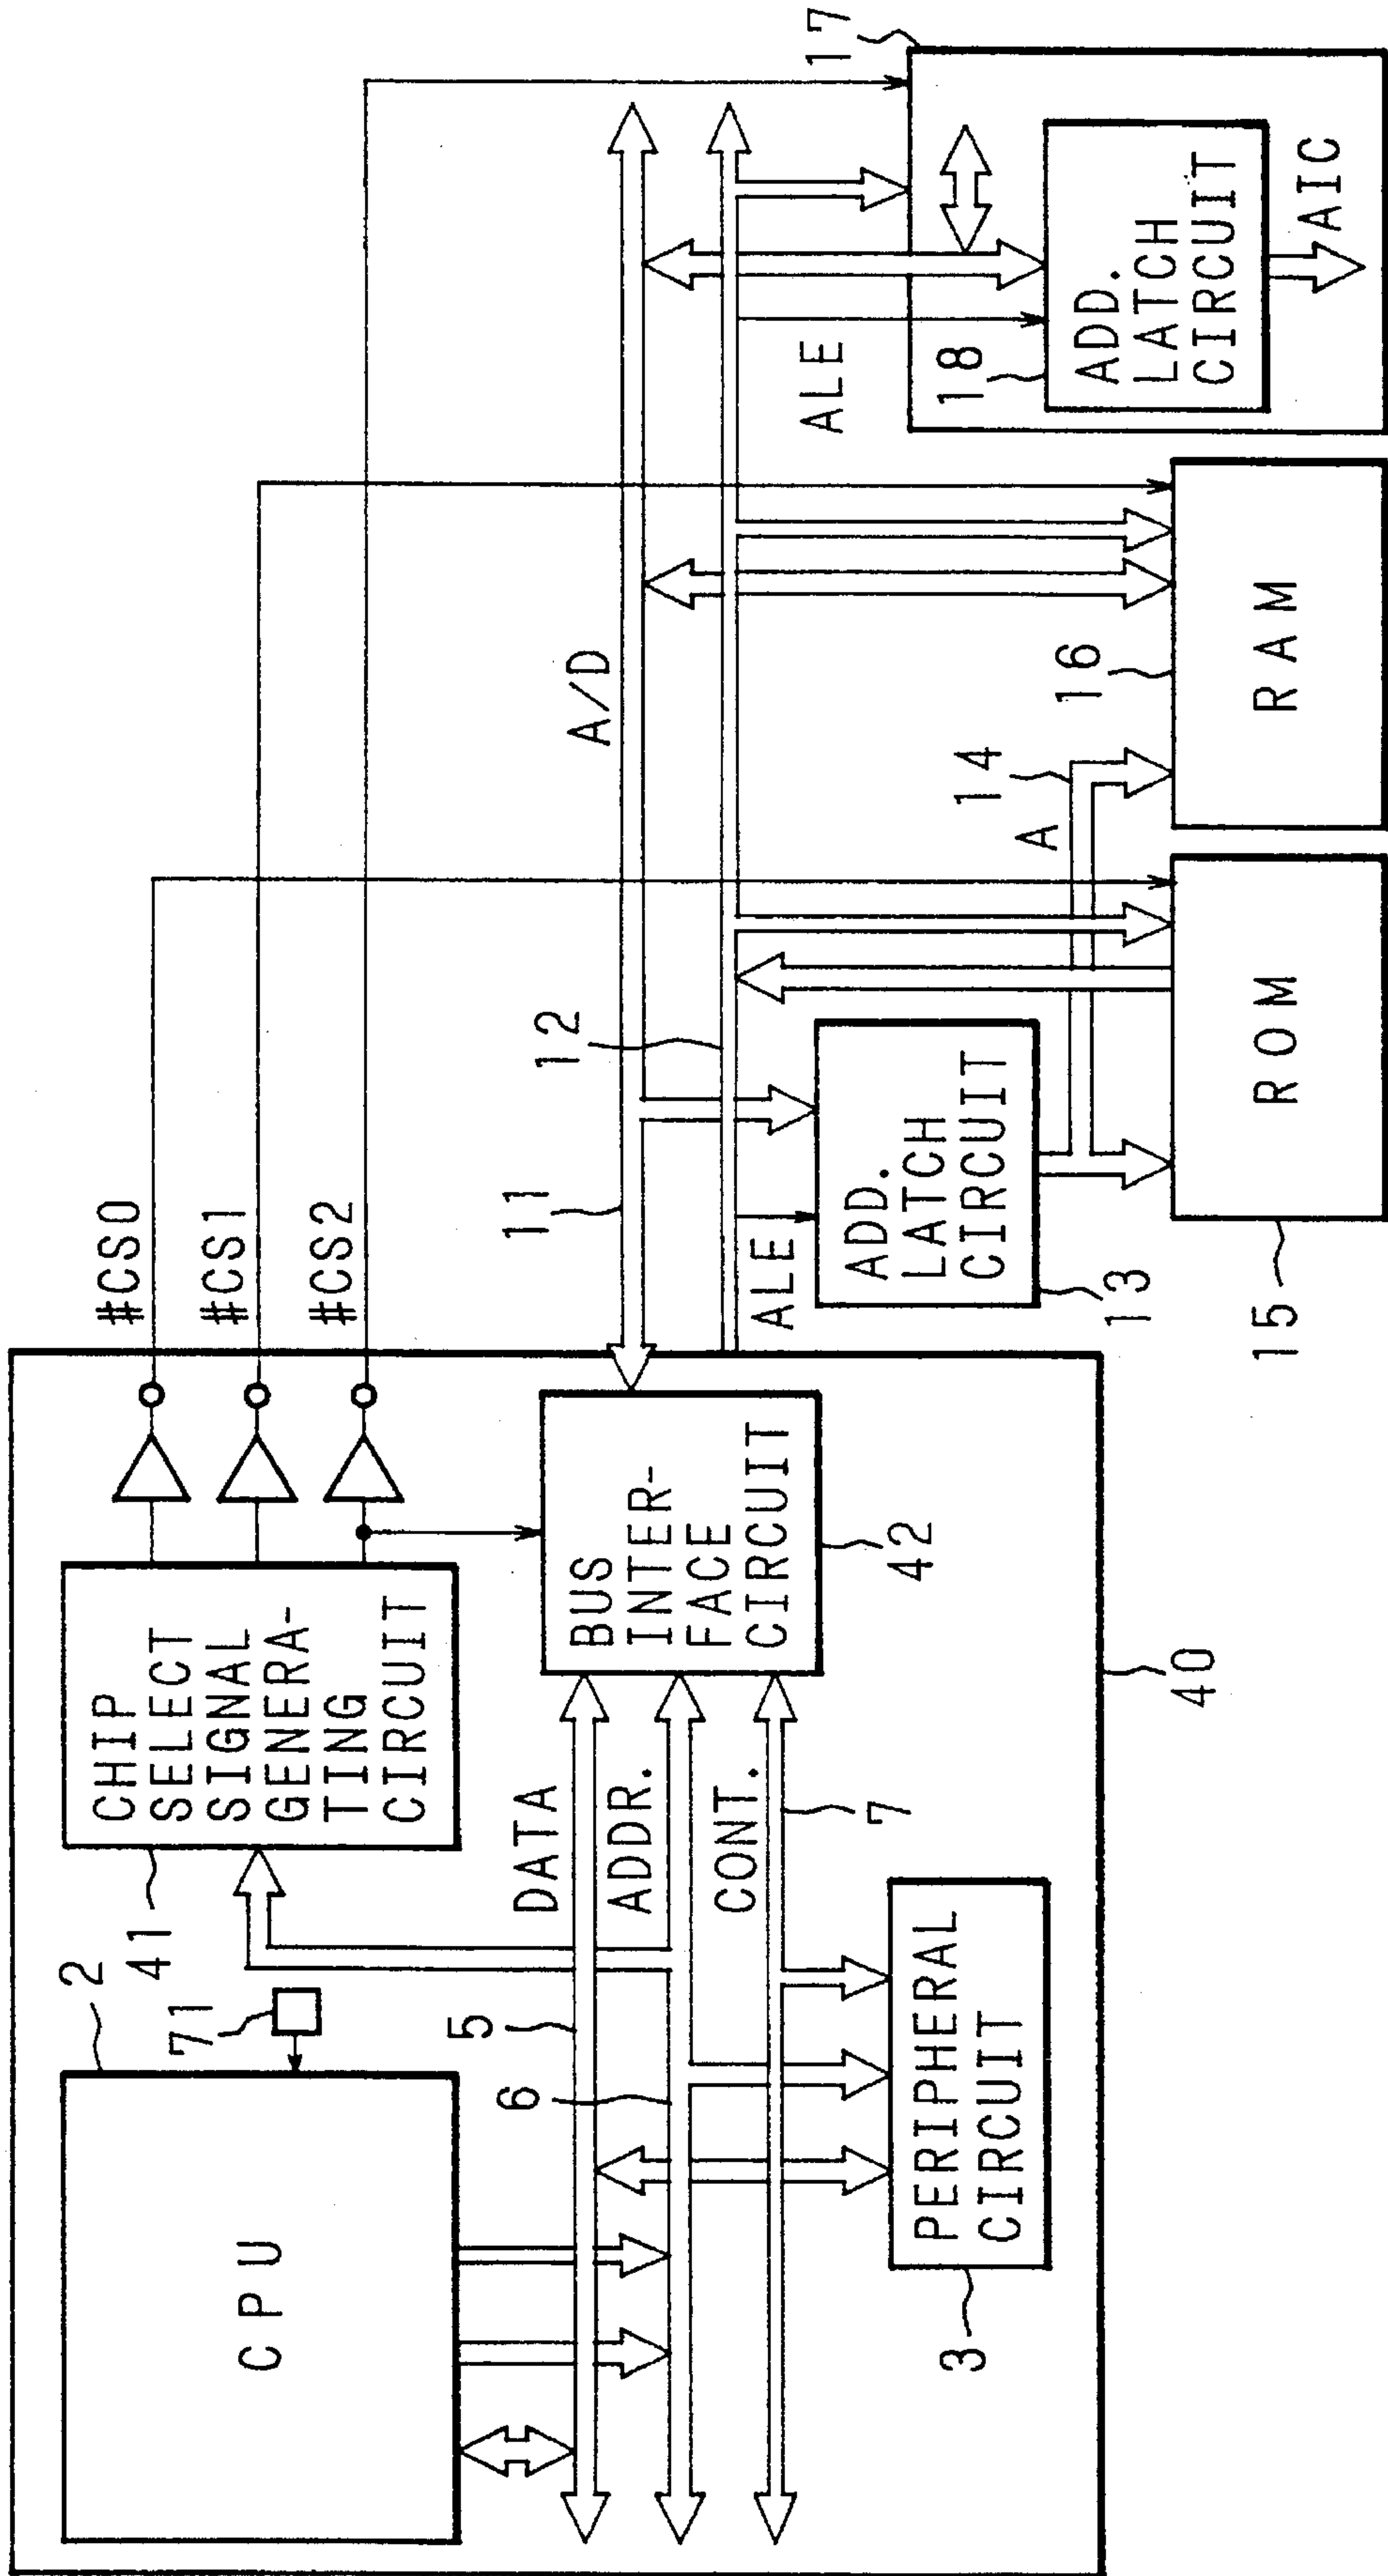 2
CPU
71
41
CHIP
SELECT
SIGNAL
GENERA-
TING
CIRCUIT
#CS0
#CS1
#CS2
5
6
DATA
ADDR.
CONT.
7
BUS
INTER-
FACE
CIRCUIT
42
3
PERIPHERAL
CIRCUIT
40
11
12
A/D
ALE
ADD.
LATCH
CIRCUIT
13
14
A
15
ROM
16
RAM
17
ALE
18
ADD.
LATCH
CIRCUIT
AIC